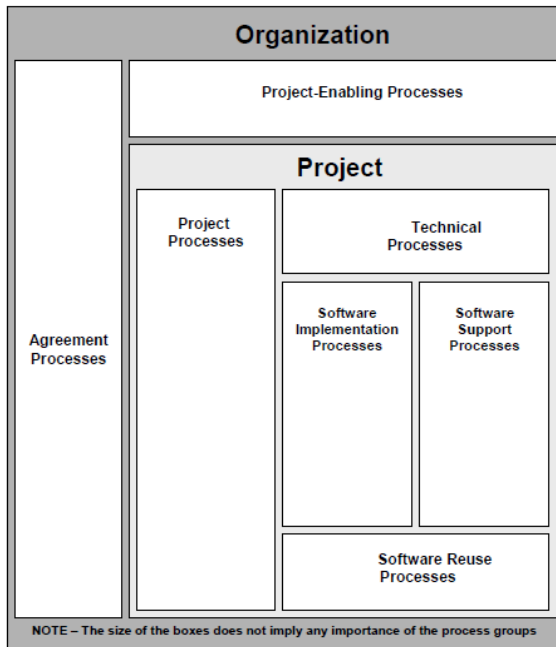 Organization
Project-Enabling Processes
Project
Project
Processes
Technical
Processes
Software
Implementation
Processes
Software
Support
Processes
Agreement
Processes
Software Reuse
Processes
NOTE – The size of the boxes does not imply any importance of the process groups